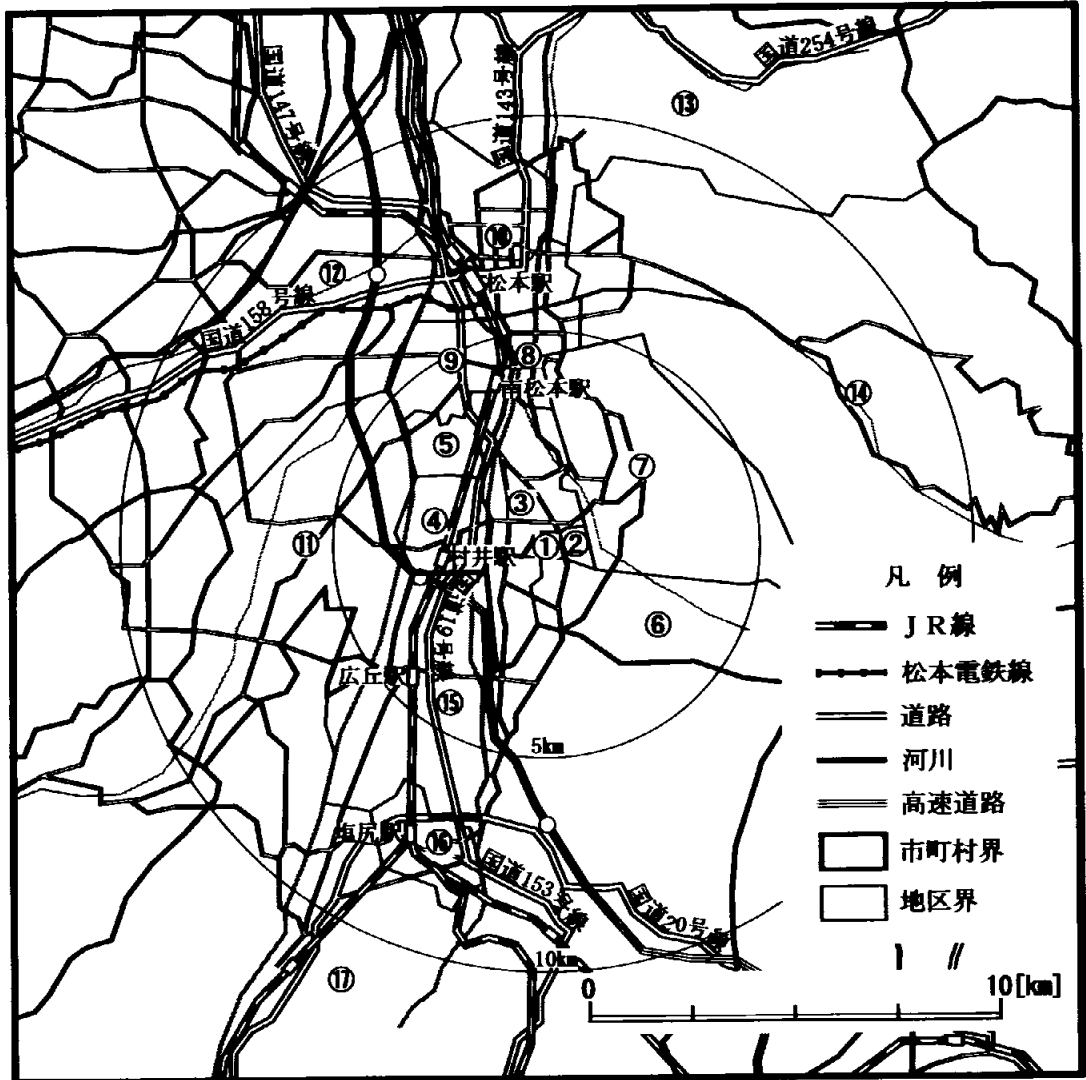 国道147号線
国道143号線
国道254号線
⑬
⑩
松本駅
⑫
国道158号線
⑨
⑧
南松本駅
⑭
⑤
⑦
③
④
⑪
村井駅
①
②
国道19号線
⑥
広丘駅
⑮
5km
塩尻駅
⑯
国道153号線
国道20号線
10km
⑰
凡 例
JR線
松本電鉄線
道路
河川
高速道路
市町村界
地区界
0
10[km]